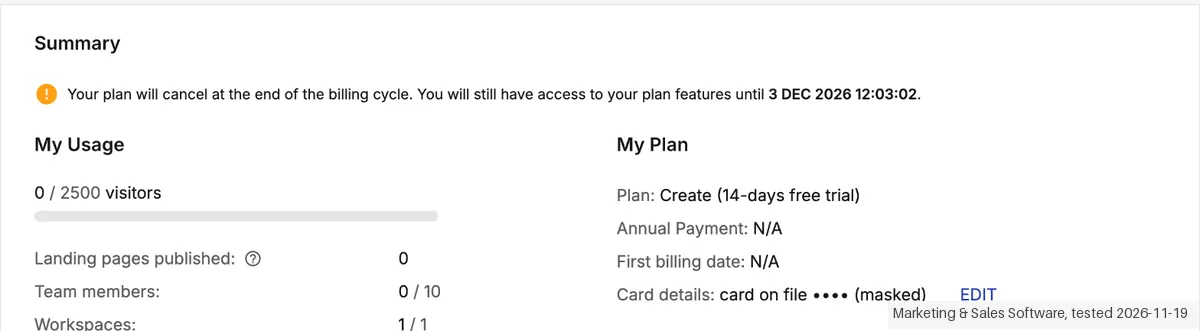 Summary
Your plan will cancel at the end of the billing cycle. You will still have access to your plan features until 3 DEC 2026 12:03:02.
My Usage
0 / 2500 visitors
Landing pages published: 0
Team members: 0 / 10
Workspaces: 1 / 1
My Plan
Plan: Create (14-days free trial)
Annual Payment: N/A
First billing date: N/A
Card details: card on file •••• (masked) EDIT
Marketing & Sales Software, tested 2026-11-19